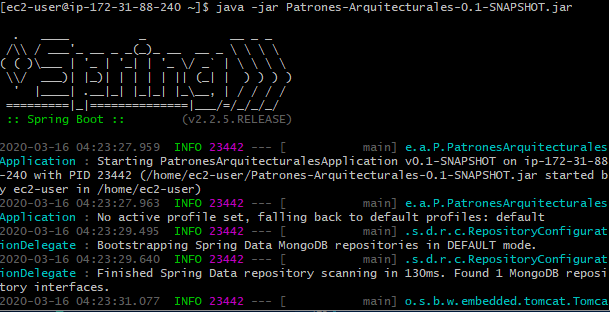 [ec2-user@ip-172-31-88-240 ~]$ java -jar Patrones-Arquitecturales-0.1-SNAPSHOT.jar
  .   ____          _            __ _ _
 /\\ / ___'_ __ _ _(_)_ __  __ _ \ \ \ \
( ( )\___ | '_ | '_| | '_ \/ _` | \ \ \ \
 \\/  ___)| |_)| | | | | || (_| |  ) ) ) )
  '  |____| .__|_| |_|_| |_\__, | / / / /
 =========|_|==============|___/=/_/_/_/
 :: Spring Boot ::        (v2.2.5.RELEASE)
2020-03-16 04:23:27.959  INFO 23442 --- [           main] e.a.P.PatronesArquitecturales
Application : Starting PatronesArquitecturalesApplication v0.1-SNAPSHOT on ip-172-31-88
-240 with PID 23442 (/home/ec2-user/Patrones-Arquitecturales-0.1-SNAPSHOT.jar started b
y ec2-user in /home/ec2-user)
2020-03-16 04:23:27.963  INFO 23442 --- [           main] e.a.P.PatronesArquitecturales
Application : No active profile set, falling back to default profiles: default
2020-03-16 04:23:29.495  INFO 23442 --- [           main] .s.d.r.c.RepositoryConfigurat
ionDelegate : Bootstrapping Spring Data MongoDB repositories in DEFAULT mode.
2020-03-16 04:23:29.640  INFO 23442 --- [           main] .s.d.r.c.RepositoryConfigurat
ionDelegate : Finished Spring Data repository scanning in 130ms. Found 1 MongoDB reposi
tory interfaces.
2020-03-16 04:23:31.077  INFO 23442 --- [           main] o.s.b.w.embedded.tomcat.Tomca